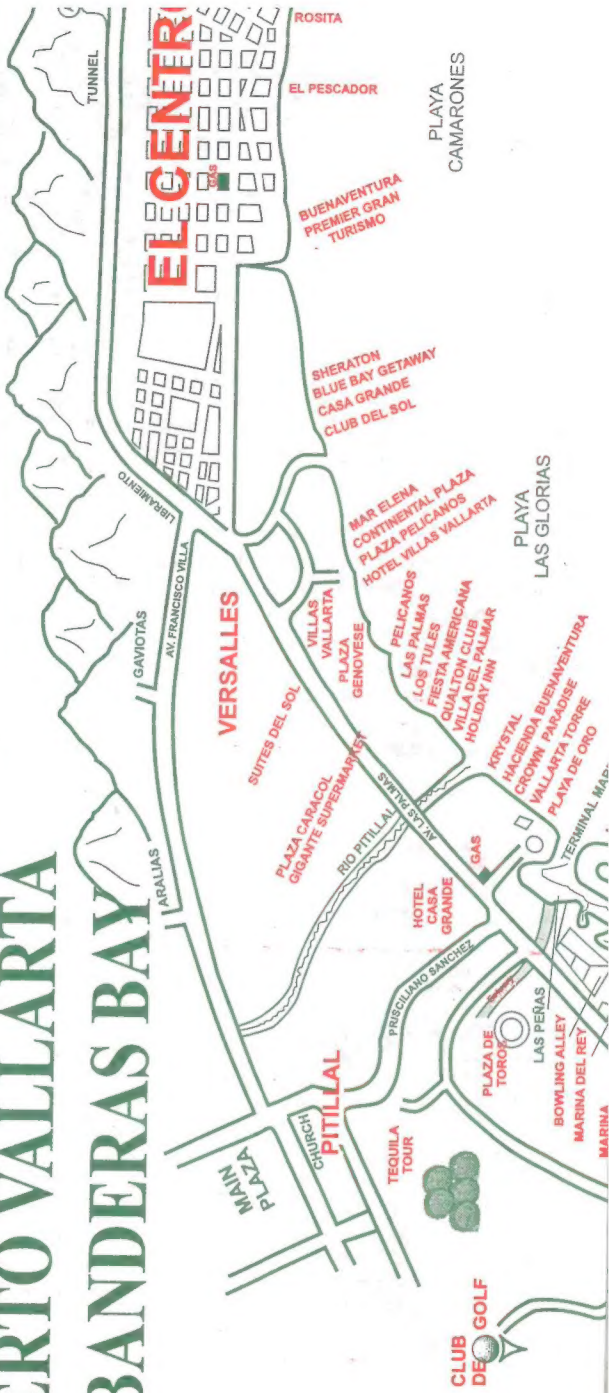 ERTO VALLARTA
BANDERAS BAY
TUNNEL
EL CENTRO
GAS
ROSITA
EL PESCADOR
PLAYA
CAMARONES
BUENAVENTURA
PREMIER GRAN
TURISMO
SHERATON
BLUE BAY GETAWAY
CASA GRANDE
CLUB DEL SOL
LIBRAMIENTO
GAVIOTAS
AV. FRANCISCO VILLA
VERSALLES
SUITES DEL SOL
VILLAS
VALLARTA
PLAZA
GENOVESE
MAR ELENA
CONTINENTAL PLAZA
PLAZA PELICANOS
HOTEL VILLAS VALLARTA
PLAYA
LAS GLORIAS
PELICANOS
LAS PALMAS
LOS TULES
FIESTA AMERICANA
QUALTON CLUB
VILLA DEL PALMAR
HOLIDAY INN
KRYSTAL
HACIENDA BUENAVENTURA
CROWN PARADISE
VALLARTA TORRE
PLAYA DE ORO
ARALIAS
PLAZA CARACOL
GIGANTE SUPERMARKET
RIO PITILLAL
AV. LAS PALMAS
GAS
HOTEL
CASA
GRANDE
TERMINAL MAR
PRISCILIANO SANCHEZ
PITILLAL
CHURCH
MAIN
PLAZA
TEQUILA
TOUR
PLAZA DE
TOROS
LAS PEÑAS
BOWLING ALLEY
MARINA DEL REY
MARINA
CLUB
DE GOLF